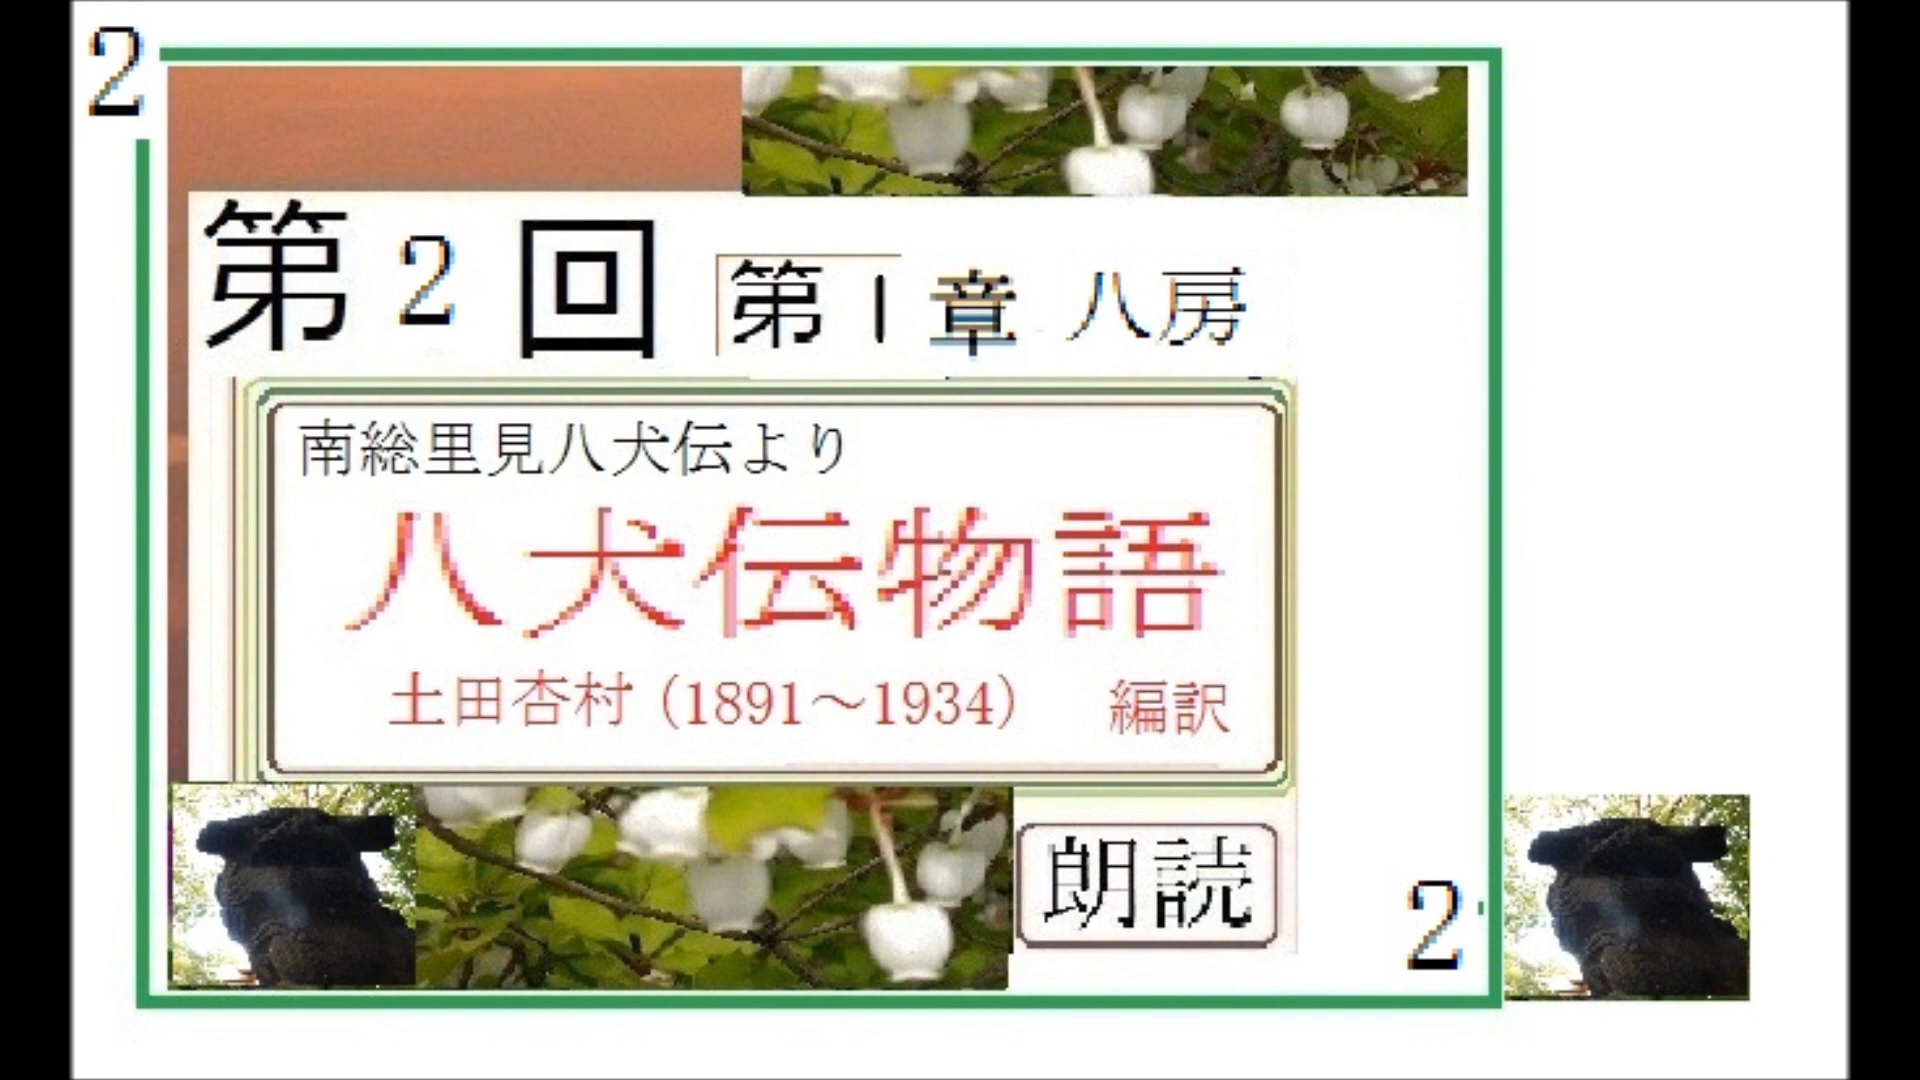 2
第2回 第1章 八房
南総里見八犬伝より
八犬伝物語
土田杏村(1891～1934) 編訳
朗読
2